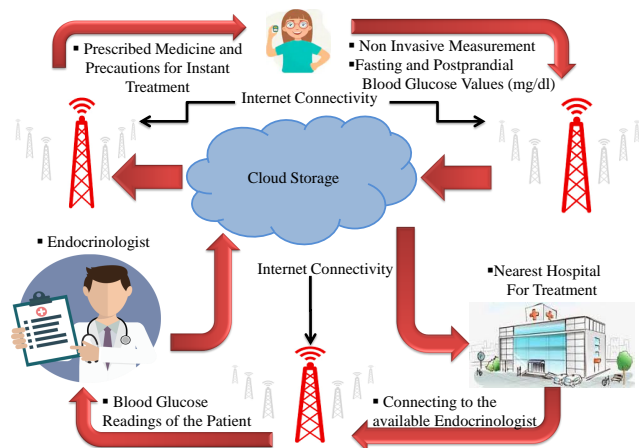 ▪ Prescribed Medicine and
Precautions for Instant
Treatment
▪ Non Invasive Measurement
▪Fasting and Postprandial
Blood Glucose Values (mg/dl)
Internet Connectivity
Cloud Storage
▪ Endocrinologist
Internet Connectivity
▪Nearest Hospital
For Treatment
▪ Blood Glucose
Readings of the Patient
▪ Connecting to the
available Endocrinologist